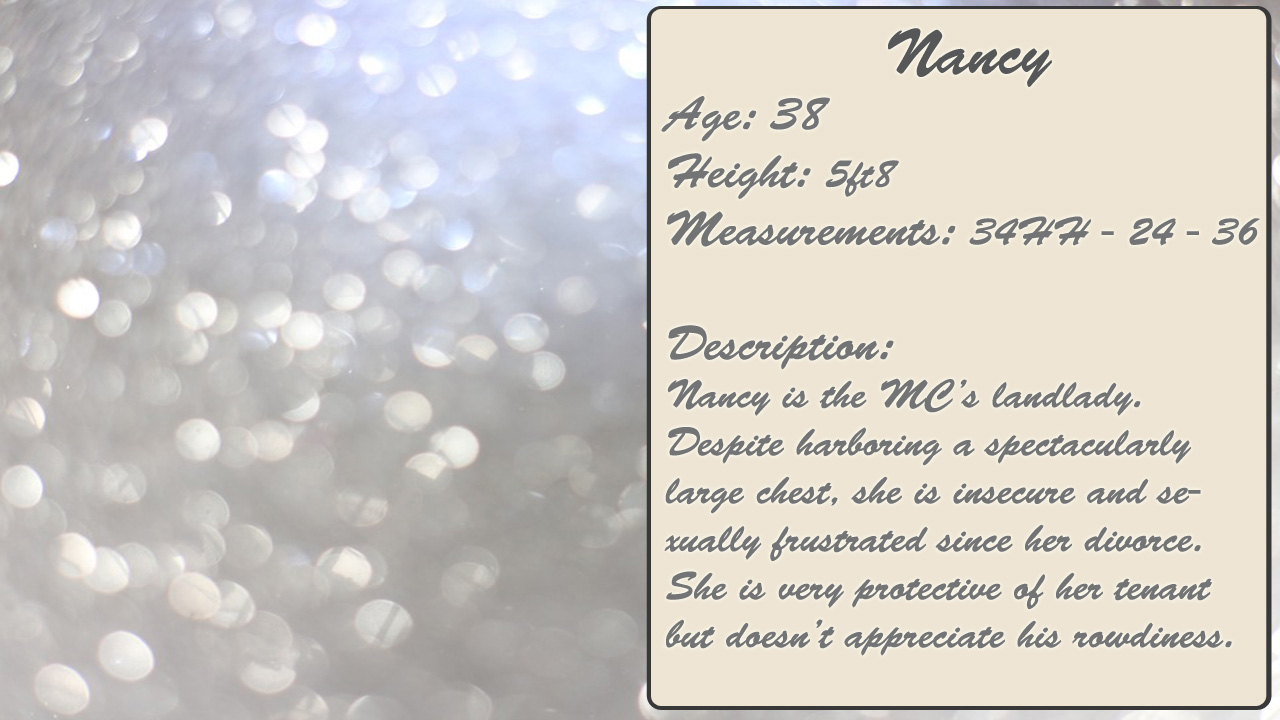 Nancy
Age: 38
Height: 5ft8
Measurements: 34HH - 24 - 36
Description:
Nancy is the MC's landlady.
Despite harboring a spectacularly
large chest, she is insecure and se-
xually frustrated since her divorce.
She is very protective of her tenant
but doesn't appreciate his rowdiness.